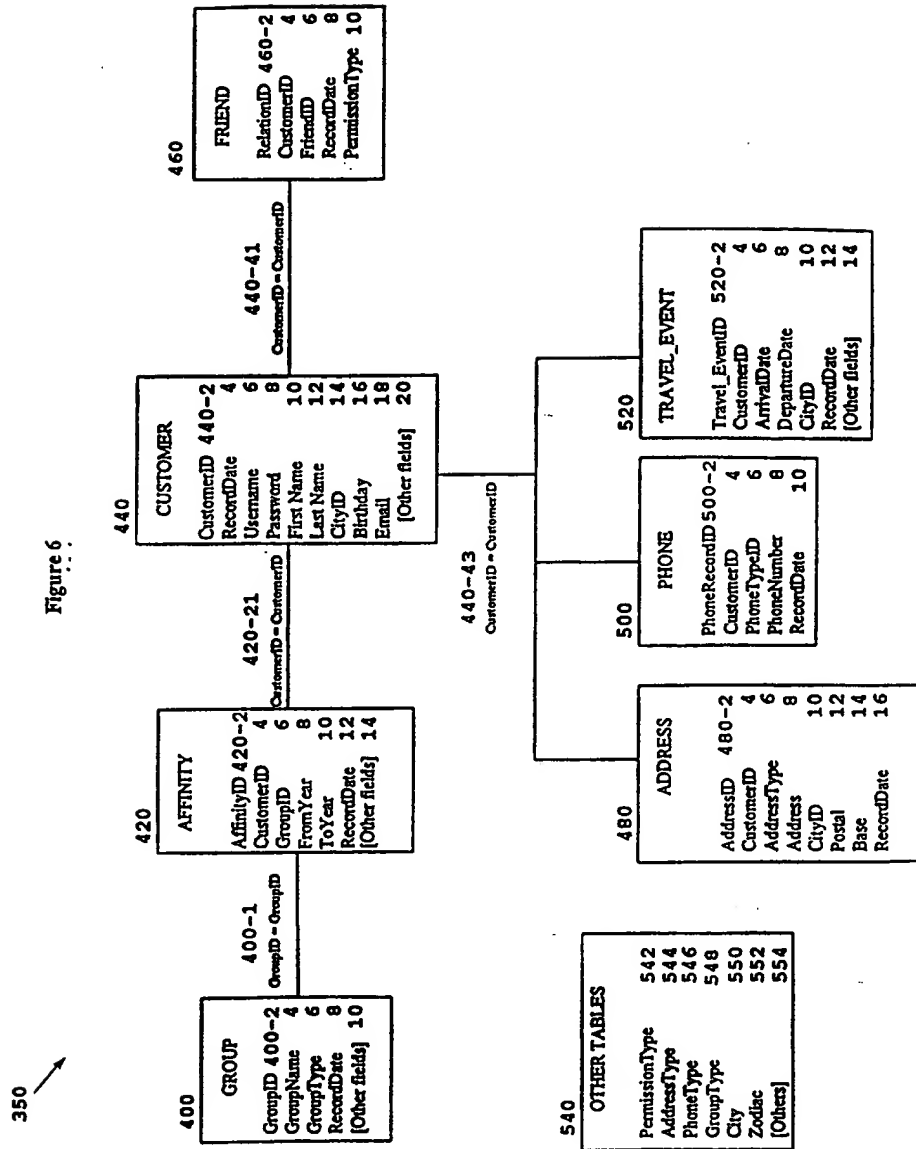 Figure 6
350
400
GROUP
GroupID 400-2
GroupName 4
GroupType 6
RecordDate 8
[Other fields] 10
400-1
GroupID = GroupID
420
AFFINITY
AffinityID 420-2
CustomerID 4
GroupID 6
FromYear 8
ToYear 10
RecordDate 12
[Other fields] 14
420-21
CustomerID = CustomerID
440
CUSTOMER
CustomerID 440-2
RecordDate 4
Username 6
Password 8
First Name 10
Last Name 12
CityID 14
Birthday 16
Email 18
[Other fields] 20
440-41
CustomerID = CustomerID
460
FRIEND
RelationID 460-2
CustomerID 4
FriendID 6
RecordDate 8
PermissionType 10
440-43
CustomerID = CustomerID
540
OTHER TABLES
PermissionType 542
AddressType 544
PhoneType 546
GroupType 548
City 550
Zodiac 552
[Others] 554
480
ADDRESS
AddressID 480-2
CustomerID 4
AddressType 6
Address 8
CityID 10
Postal 12
Base 14
RecordDate 16
500
PHONE
PhoneRecordID 500-2
CustomerID 4
PhoneTypeID 6
PhoneNumber 8
RecordDate 10
520
TRAVEL_EVENT
Travel_EventID 520-2
CustomerID 4
ArrivalDate 6
DepartureDate 8
CityID 10
RecordDate 12
[Other fields] 14